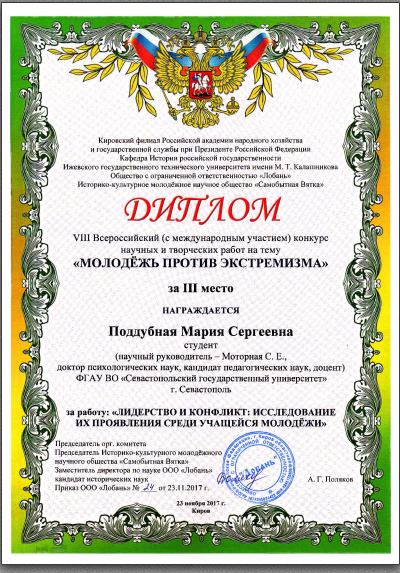 Кировский филиал Российской академии народного хозяйства
и государственной службы при Президенте Российской Федерации
Кафедра Истории российской государственности
Ижевского государственного технического университета имени М. Т. Калашникова
Общество с ограниченной ответственностью «Лобань»
Историко-культурное молодёжное научное общество «Самобытная Вятка»
ДИПЛОМ
VIII Всероссийский (с международным участием) конкурс
научных и творческих работ на тему
«МОЛОДЁЖЬ ПРОТИВ ЭКСТРЕМИЗМА»
за III место
НАГРАЖДАЕТСЯ
Поддубная Мария Сергеевна
студент
(научный руководитель – Моторная С. Е.,
доктор психологических наук, кандидат педагогических наук, доцент)
ФГАУ ВО «Севастопольский государственный университет»
г. Севастополь
за работу: «ЛИДЕРСТВО И КОНФЛИКТ: ИССЛЕДОВАНИЕ
ИХ ПРОЯВЛЕНИЯ СРЕДИ УЧАЩЕЙСЯ МОЛОДЁЖИ»
Председатель орг. комитета
Председатель Историко-культурного молодёжного
научного общества «Самобытная Вятка»
Заместитель директора по науке ООО «Лобань»
кандидат исторических наук
Приказ ООО «Лобань» № 24 от 23.11.2017 г.
А. Г. Поляков
«Лобань»
23 ноября 2017 г.
Киров